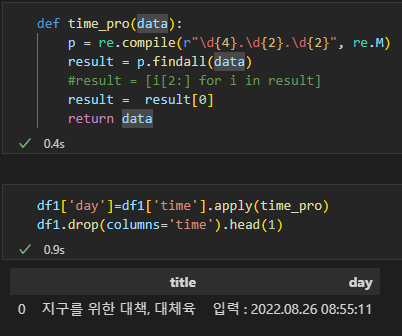 def time_pro(data):
    p = re.compile(r"\d{4}.\d{2}.\d{2}", re.M)
    result = p.findall(data)
    #result = [i[2:] for i in result]
    result =  result[0]
    return data
0.4s
df1['day']=df1['time'].apply(time_pro)
df1.drop(columns='time').head(1)
0.9s
title day
0 지구를 위한 대책, 대체육 입력 : 2022.08.26 08:55:11